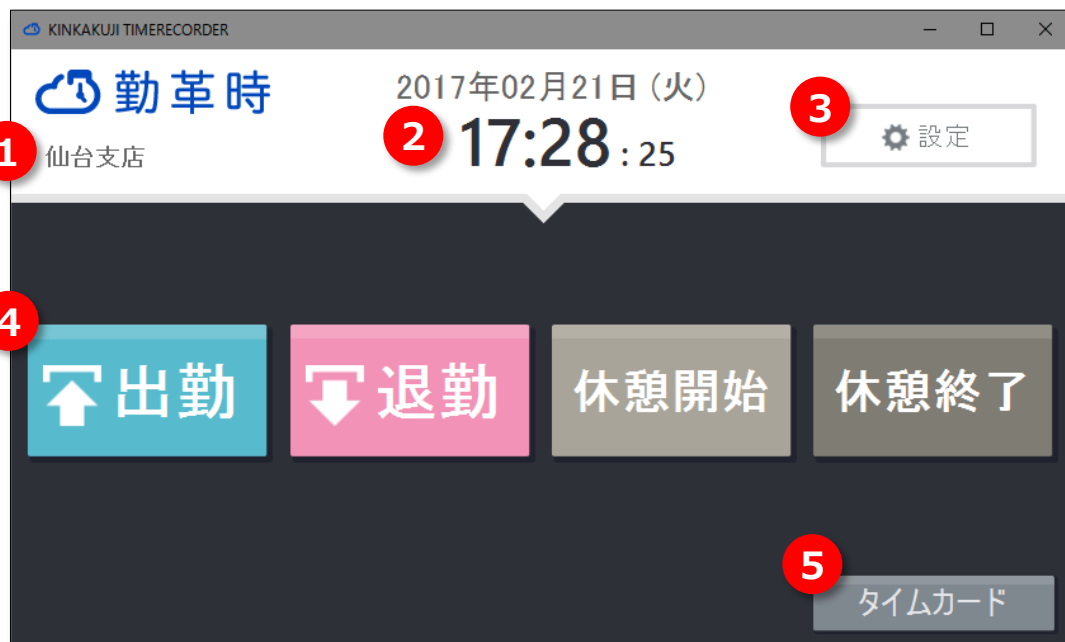 KINKAKUJI TIMERECORDER
勤革時
2017年02月21日（火）
3
2
17:28:25
設定
1
仙台支店
4
出勤
退勤
休憩開始
休憩終了
5
タイムカード